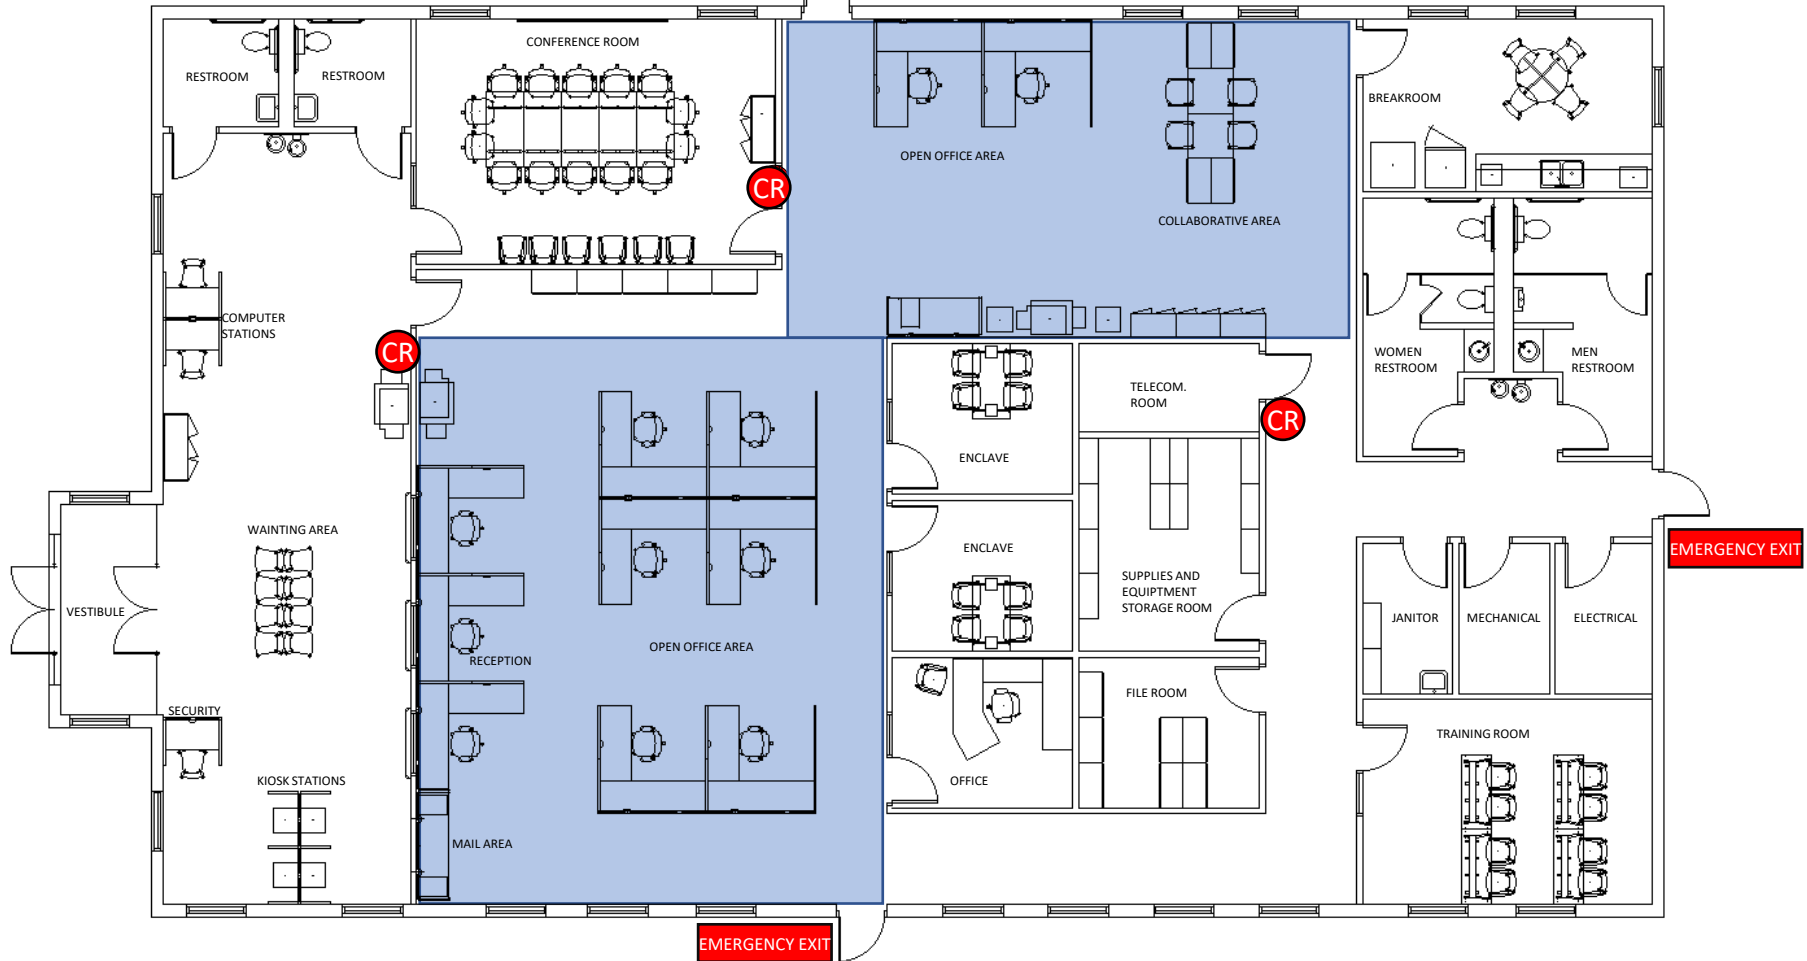 CONFERENCE ROOM
RESTROOM
RESTROOM
BREAKROOM
OPEN OFFICE AREA
CR
COLLABORATIVE AREA
COMPUTER
STATIONS
CR
WOMEN
RESTROOM
MEN
RESTROOM
TELECOM.
ROOM
CR
ENCLAVE
WAINTING AREA
ENCLAVE
EMERGENCY EXIT
SUPPLIES AND
EQUIPTMENT
STORAGE ROOM
VESTIBULE
JANITOR
MECHANICAL
ELECTRICAL
OPEN OFFICE AREA
RECEPTION
FILE ROOM
SECURITY
TRAINING ROOM
KIOSK STATIONS
OFFICE
MAIL AREA
EMERGENCY EXIT